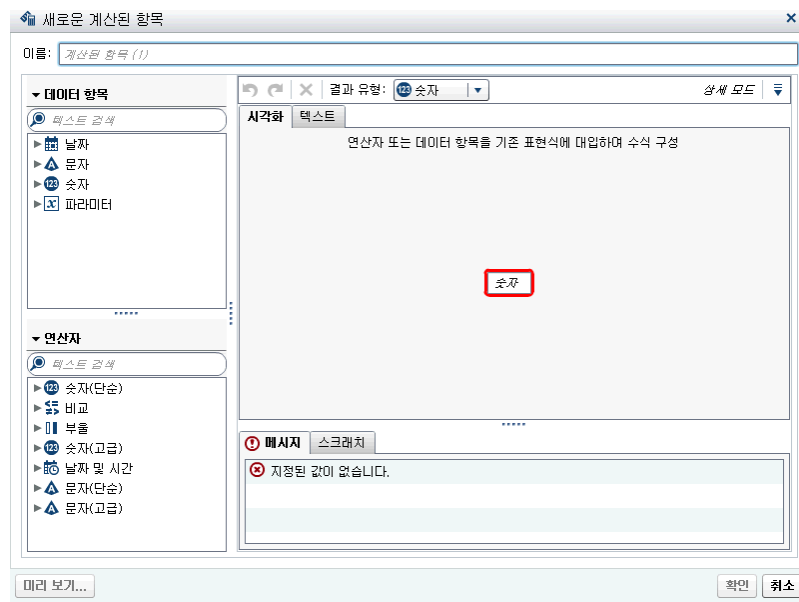 새로운 계산된 항목
이름: 계산된 항목 (1)
데이터 항목
텍스트 검색
날짜
문자
숫자
파라미터
연산자
텍스트 검색
숫자(단순)
비교
부울
숫자(고급)
날짜 및 시간
문자(단순)
문자(고급)
결과 유형: 숫자 상세 모드
시각화 텍스트
연산자 또는 데이터 항목을 기존 표현식에 대입하여 수식 구성
숫자
메시지 스크래치
지정된 값이 없습니다.
미리 보기... 확인 취소